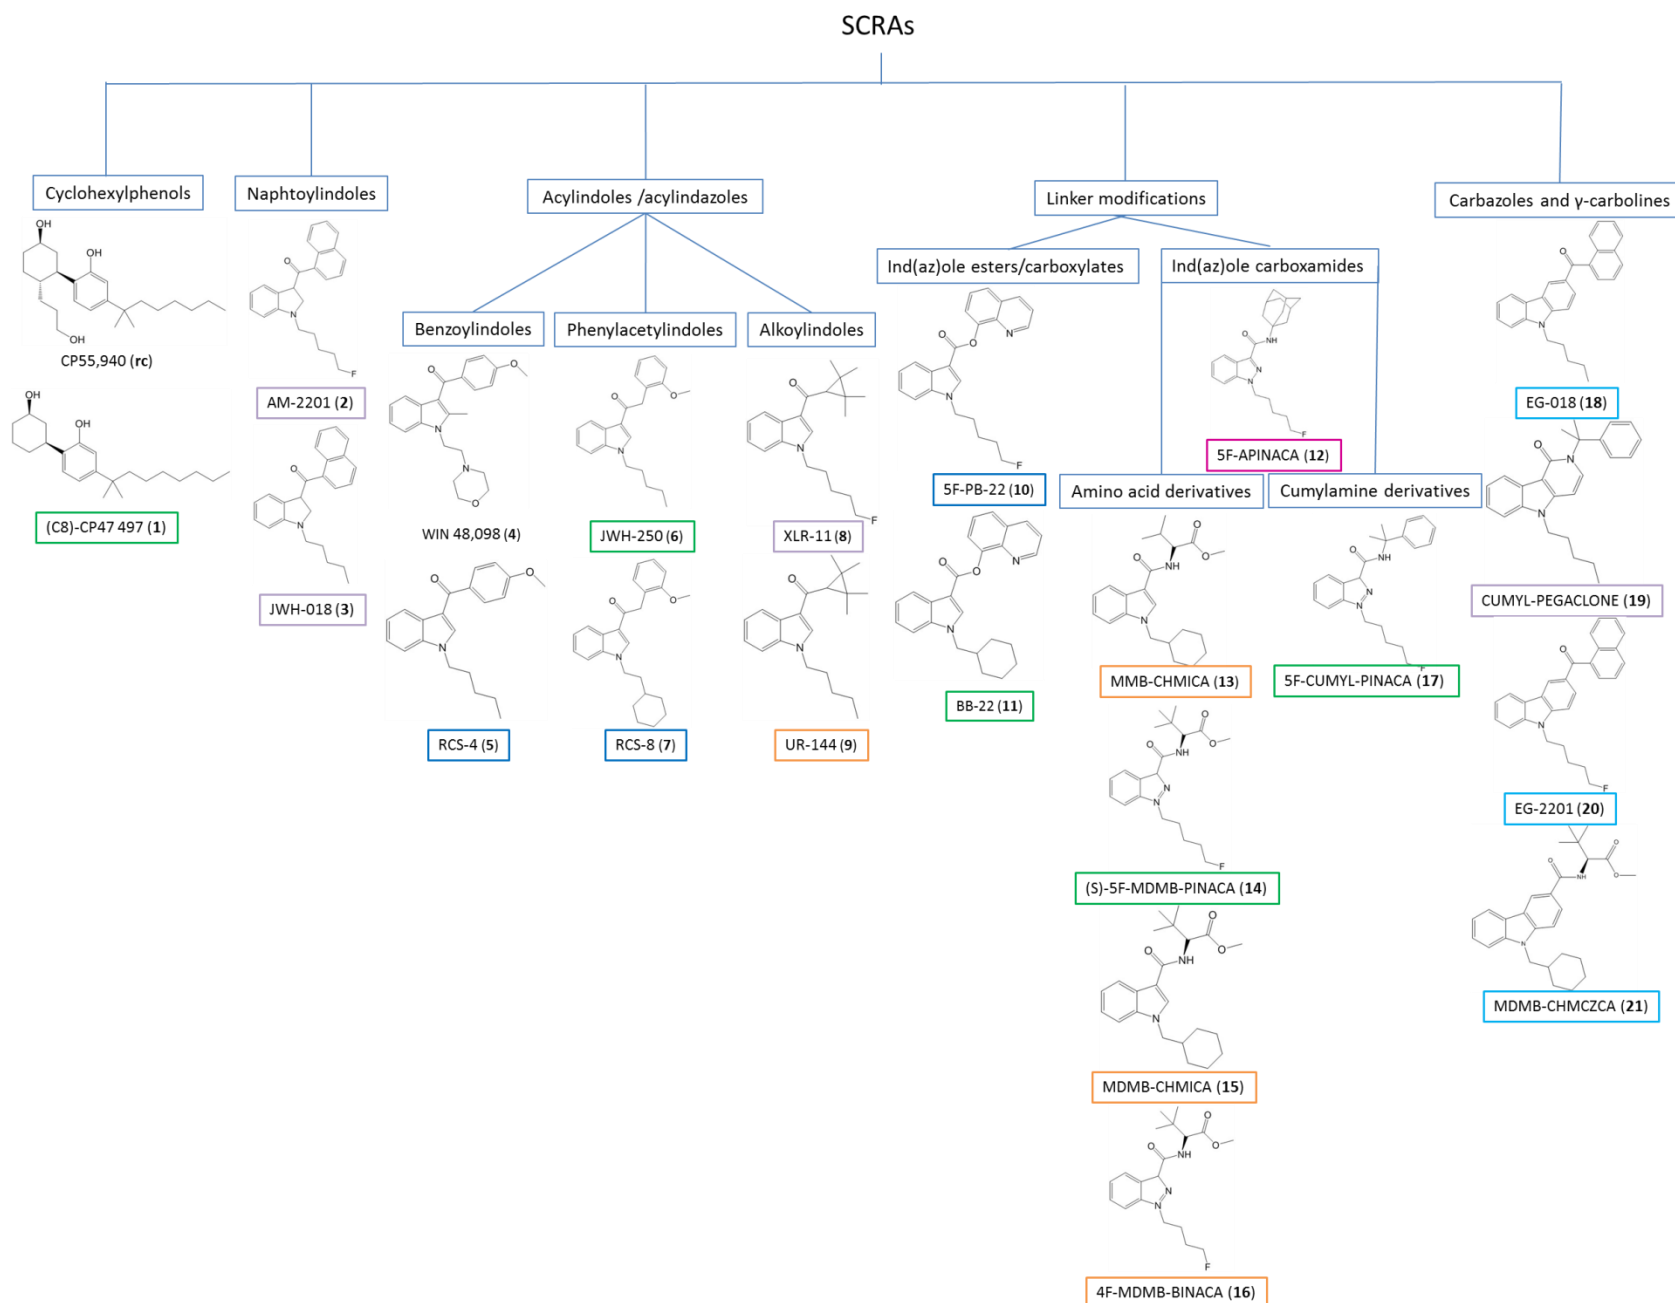 SCRAs
Cyclohexylphenols
OH
OH
OH
CP55,940 (rc)
OH
OH
(C8)-CP47 497 (1)
Naphtoylindoles
O
N
F
AM-2201 (2)
O
N
JWH-018 (3)
Acylindoles /acylindazoles
Benzoylindoles
O
O
N
N
O
WIN 48,098 (4)
O
O
N
RCS-4 (5)
Phenylacetylindoles
O
O
N
JWH-250 (6)
O
O
N
RCS-8 (7)
Alkoylindoles
O
N
F
XLR-11 (8)
O
N
UR-144 (9)
Linker modifications
Ind(az)ole esters/carboxylates
O
O
N
N
F
5F-PB-22 (10)
O
O
N
N
BB-22 (11)
Ind(az)ole carboxamides
O
NH
N
N
F
5F-APINACA (12)
Amino acid derivatives
O
O
O
NH
N
MMB-CHMICA (13)
O
O
O
NH
N
N
F
(S)-5F-MDMB-PINACA (14)
O
O
O
NH
N
MDMB-CHMICA (15)
O
O
O
NH
N
N
F
4F-MDMB-BINACA (16)
Cumylamine derivatives
O
NH
N
N
F
5F-CUMYL-PINACA (17)
Carbazoles and γ-carbolines
O
N
EG-018 (18)
O
N
N
CUMYL-PEGACLONE (19)
O
N
F
EG-2201 (20)
O
O
O
NH
N
MDMB-CHMCZCA (21)